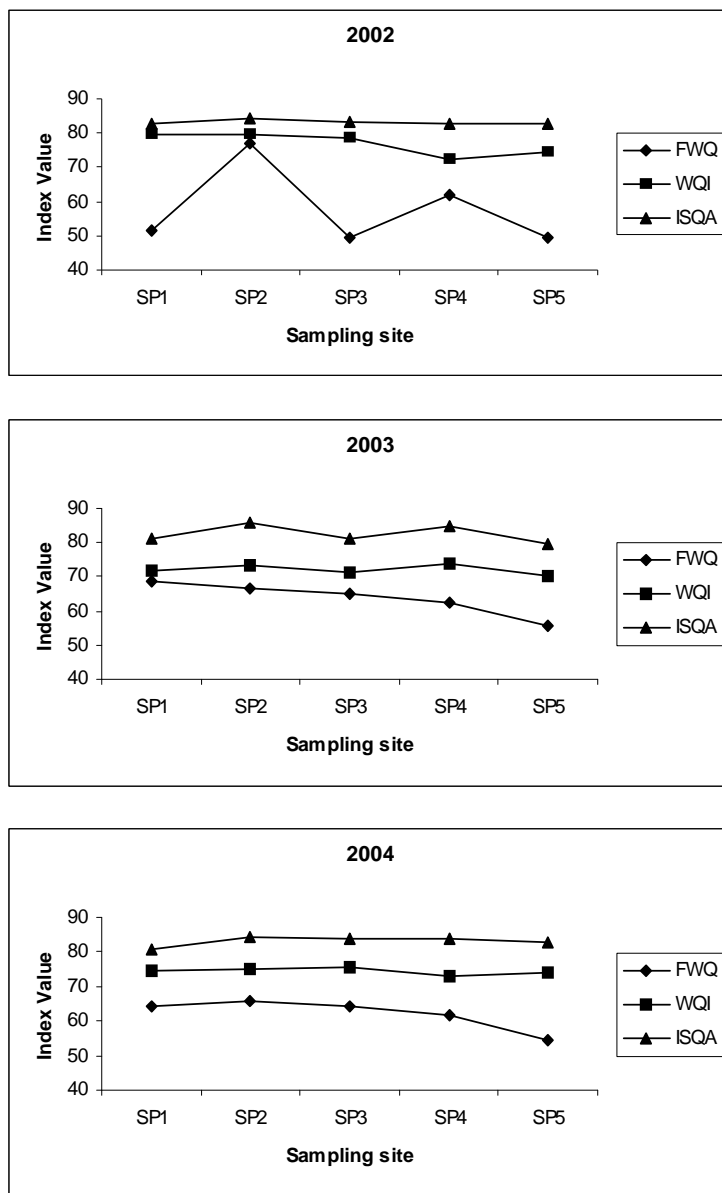 2002
90
80
70
60
50
40
Index Value
SP1 SP2 SP3 SP4 SP5
Sampling site
FWQ
WQI
ISQA
2003
90
80
70
60
50
40
Index Value
SP1 SP2 SP3 SP4 SP5
Sampling site
FWQ
WQI
ISQA
2004
90
80
70
60
50
40
Index Value
SP1 SP2 SP3 SP4 SP5
Sampling site
FWQ
WQI
ISQA